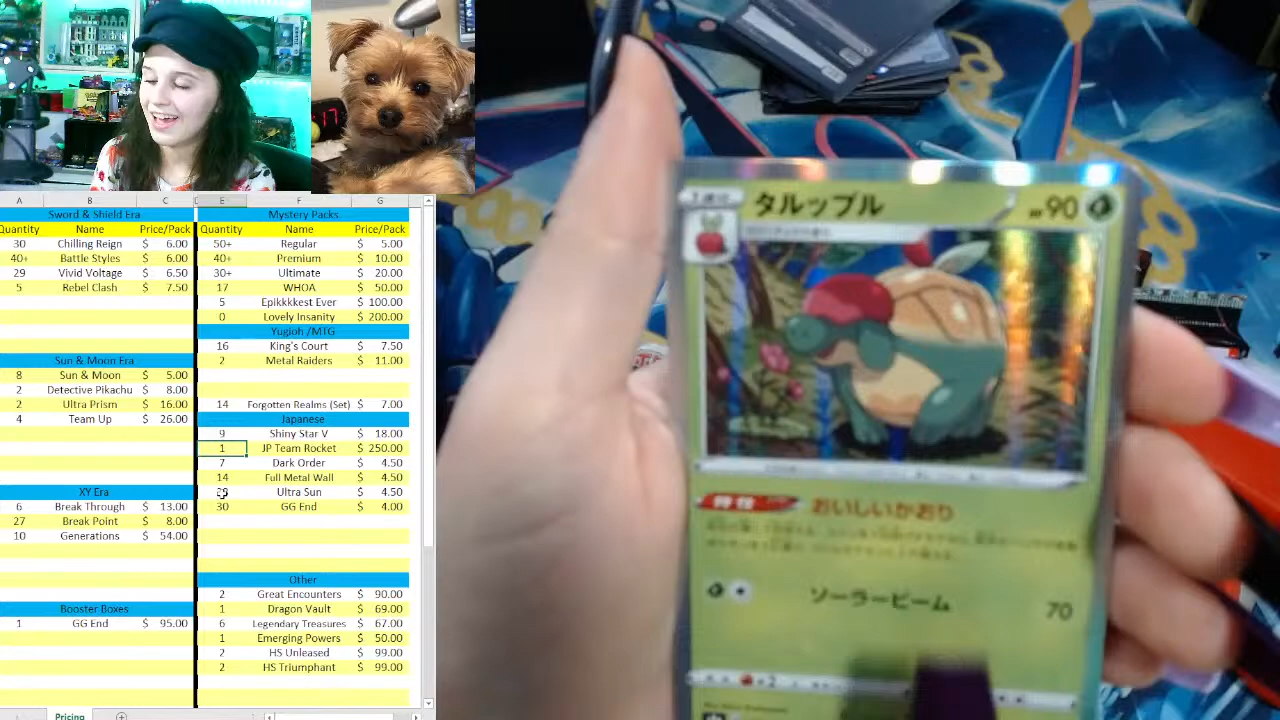 A B C E F G
Sword & Shield Era
Quantity Name Price/Pack
30 Chilling Reign $ 6.00
40+ Battle Styles $ 6.00
29 Vivid Voltage $ 6.50
5 Rebel Clash $ 7.50
Sun & Moon Era
8 Sun & Moon $ 5.00
2 Detective Pikachu $ 8.00
2 Ultra Prism $ 16.00
4 Team Up $ 26.00
XY Era
6 Break Through $ 13.00
27 Break Point $ 8.00
10 Generations $ 54.00
Booster Boxes
1 GG End $ 95.00
Mystery Packs
Quantity Name Price/Pack
50+ Regular $ 5.00
40+ Premium $ 10.00
30+ Ultimate $ 20.00
17 WHOA $ 50.00
5 Epikkkkest Ever $ 100.00
0 Lovely Insanity $ 200.00
Yugioh /MTG
16 King's Court $ 7.50
2 Metal Raiders $ 11.00
14 Forgotten Realms (Set) $ 7.00
Japanese
9 Shiny Star V $ 18.00
1 JP Team Rocket $ 250.00
7 Dark Order $ 4.50
14 Full Metal Wall $ 4.50
Ultra Sun $ 4.50
30 GG End $ 4.00
Other
2 Great Encounters $ 90.00
1 Dragon Vault $ 69.00
6 Legendary Treasures $ 67.00
1 Emerging Powers $ 50.00
2 HS Unleased $ 99.00
2 HS Triumphant $ 99.00
Pricing
タルップル 90
特性 おいしいかおり
ソーラービーム 70
×2